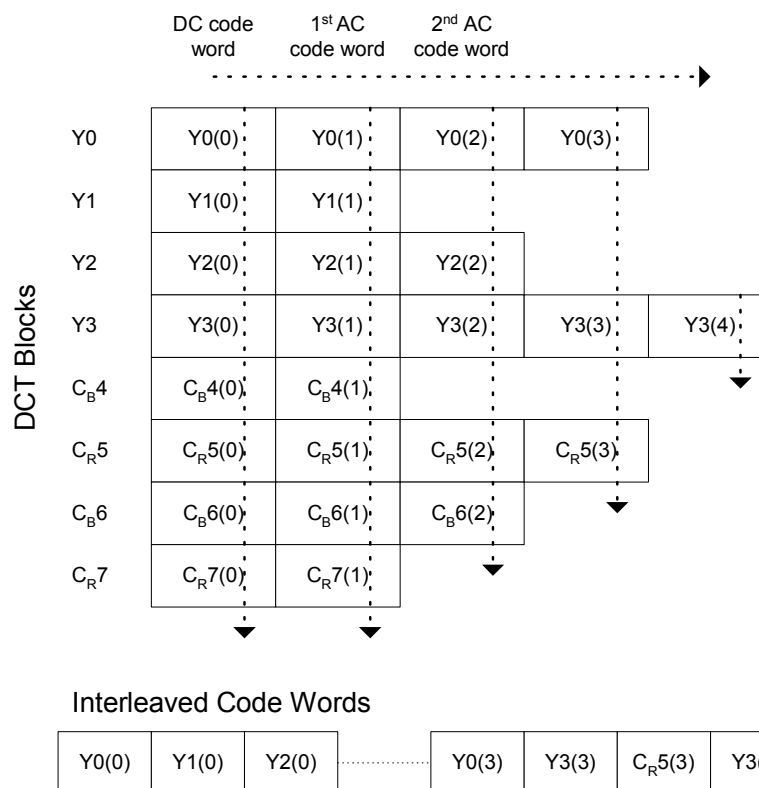 DC code word
1st AC code word
2nd AC code word
DCT Blocks
Y0 Y0(0) Y0(1) Y0(2) Y0(3)
Y1 Y1(0) Y1(1)
Y2 Y2(0) Y2(1) Y2(2)
Y3 Y3(0) Y3(1) Y3(2) Y3(3) Y3(4)
CB4 CB4(0) CB4(1)
CR5 CR5(0) CR5(1) CR5(2) CR5(3)
CB6 CB6(0) CB6(1) CB6(2)
CR7 CR7(0) CR7(1)
Interleaved Code Words
Y0(0) Y1(0) Y2(0) Y0(3) Y3(3) CR5(3)